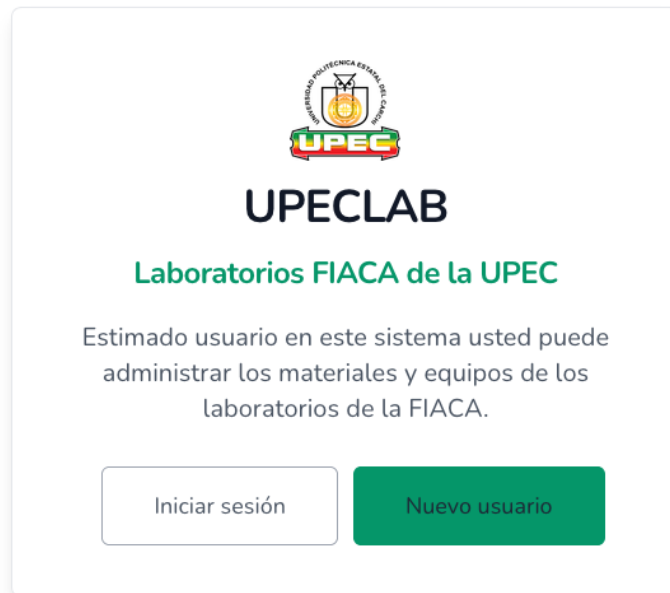 UNIVERSIDAD POLITÉCNICA ESTATAL DEL CARCHI
UPEC
UPECLAB
Laboratorios FIACA de la UPEC
Estimado usuario en este sistema usted puede
administrar los materiales y equipos de los
laboratorios de la FIACA.
Iniciar sesión
Nuevo usuario